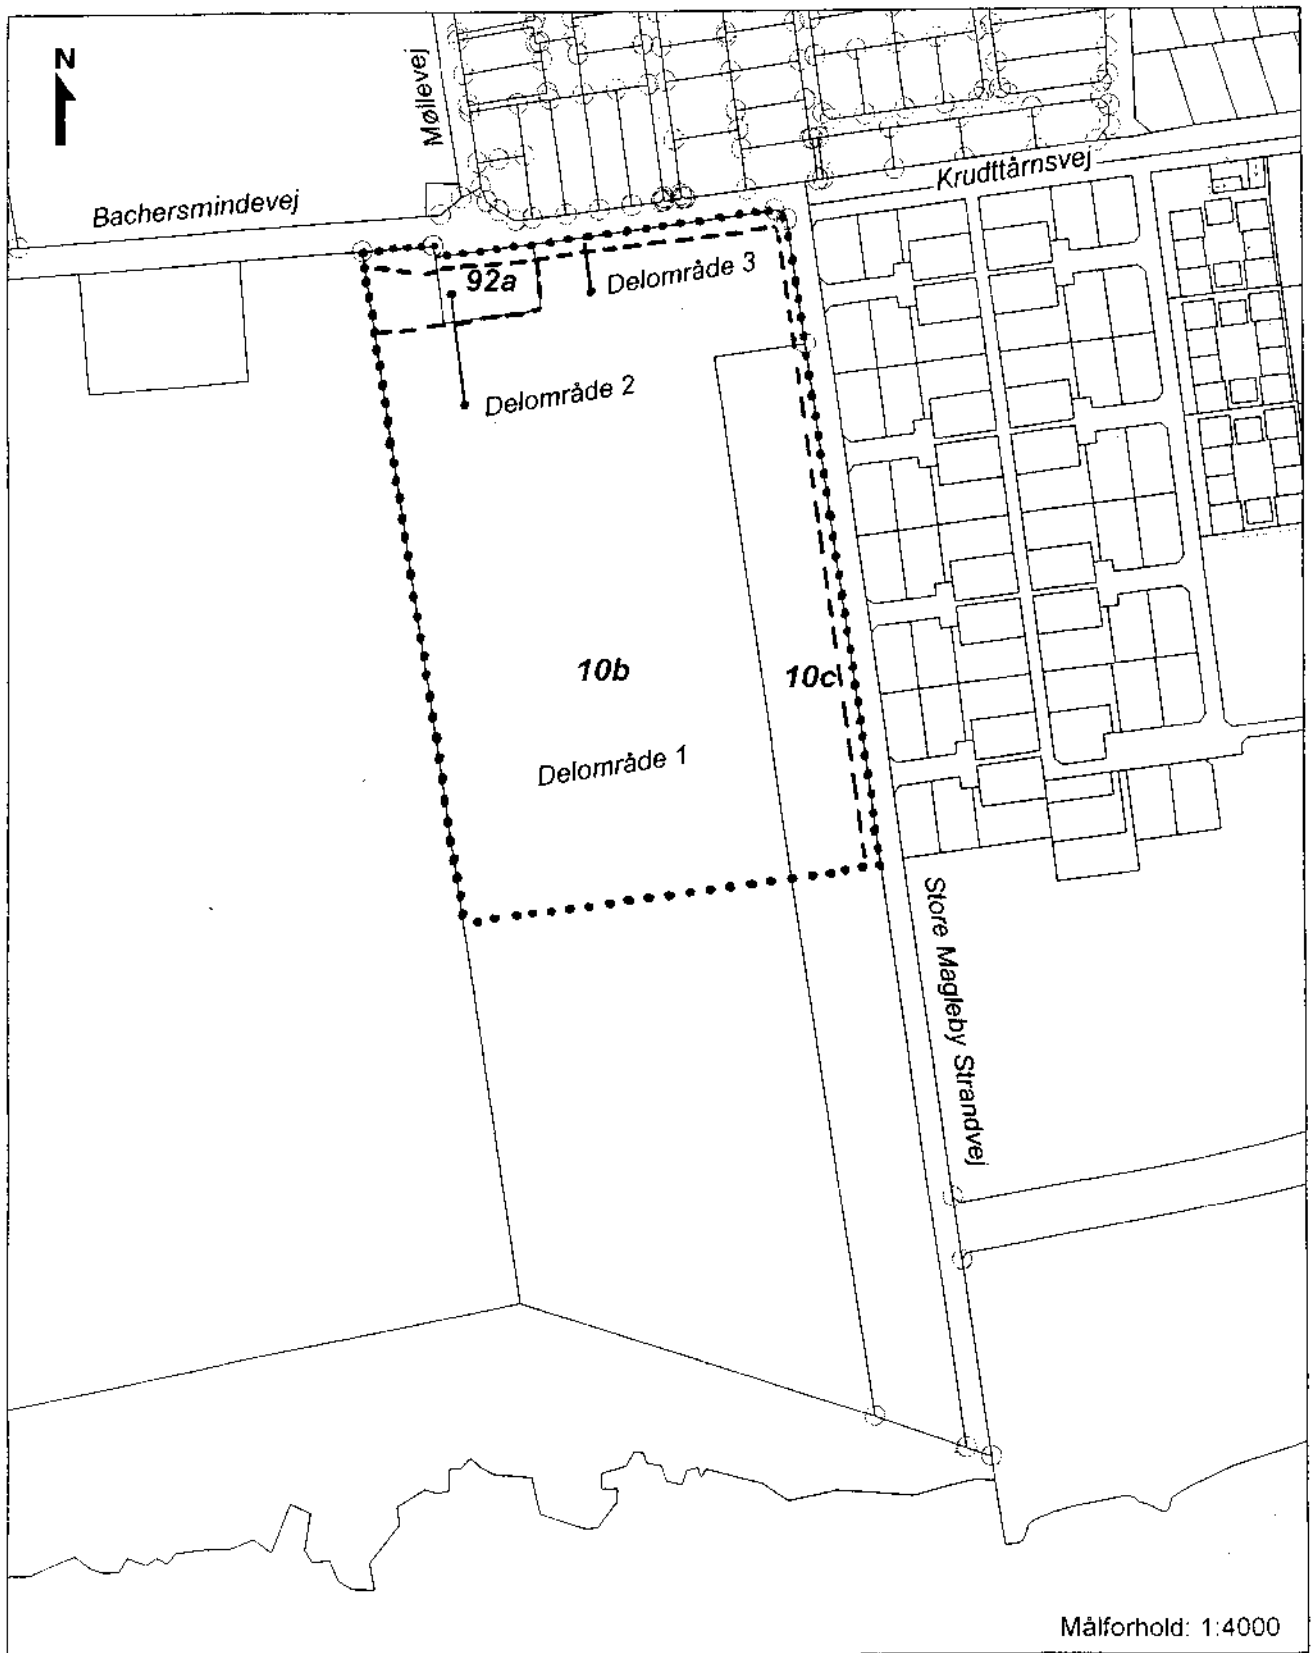 N
Møllevej
Bachersmindevej
Krudttårnsvej
92a
Delområde 3
Delområde 2
10b
10c
Delområde 1
Store Magleby Strandvej
Målforhold: 1:4000